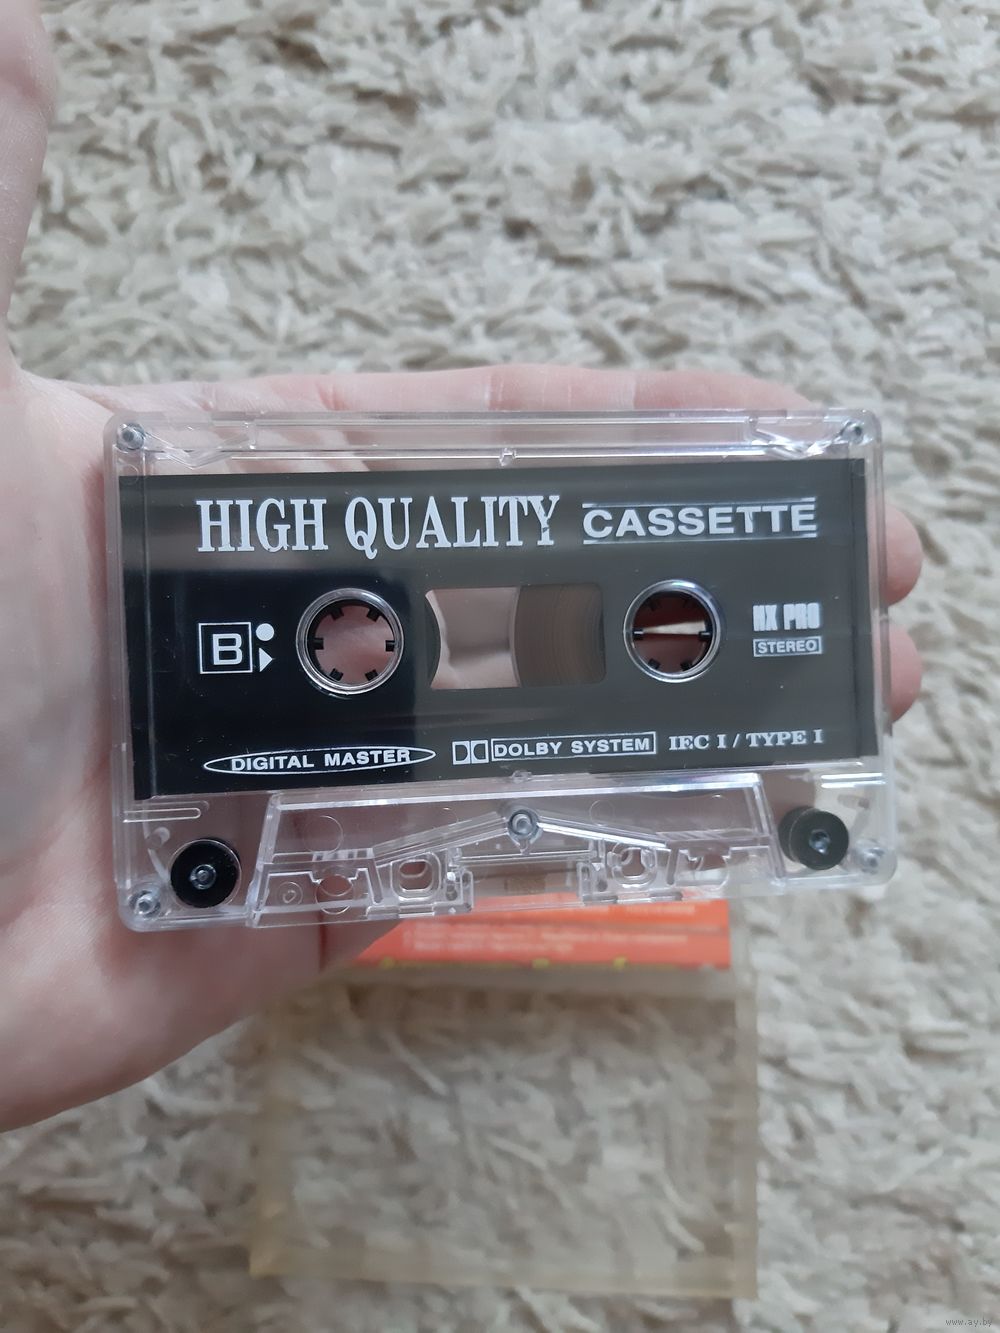 HIGH QUALITY CASSETTE
B
HX PRO
STEREO
DIGITAL MASTER DOLBY SYSTEM IEC I / TYPE I
www.ay.by